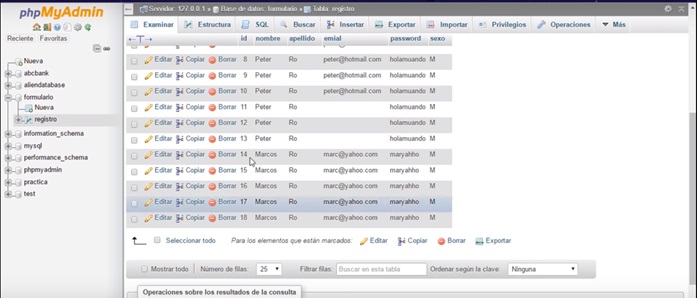 phpMyAdmin
Reciente Favoritas
Nueva
abcbank
aliendatabase
formulario
Nueva
registro
information_schema
mysql
performance_schema
phpmyadmin
practica
test
Servidor: 127.0.0.1 » Base de datos: formulario » Tabla: registro
Examinar Estructura SQL Buscar Insertar Exportar Importar Privilegios Operaciones Más
id nombre apellido emial password sexo
Editar Copiar Borrar 8 Peter Ro peter@hotmail.com holamuando M
Editar Copiar Borrar 9 Peter Ro peter@hotmail.com holamuando M
Editar Copiar Borrar 10 Peter Ro peter@hotmail.com holamuando M
Editar Copiar Borrar 11 Peter Ro holamuando M
Editar Copiar Borrar 12 Peter Ro holamuando M
Editar Copiar Borrar 13 Peter Ro holamuando M
Editar Copiar Borrar 14 Marcos Ro marc@yahoo.com maryahho M
Editar Copiar Borrar 15 Marcos Ro marc@yahoo.com maryahho M
Editar Copiar Borrar 16 Marcos Ro marc@yahoo.com maryahho M
Editar Copiar Borrar 17 Marcos Ro marc@yahoo.com maryahho M
Editar Copiar Borrar 18 Marcos Ro marc@yahoo.com maryahho M
Seleccionar todo Para los elementos que están marcados: Editar Copiar Borrar Exportar
Mostrar todo Número de filas: 25 Filtrar filas: Buscar en esta tabla Ordenar según la clave: Ninguna
Operaciones sobre los resultados de la consulta